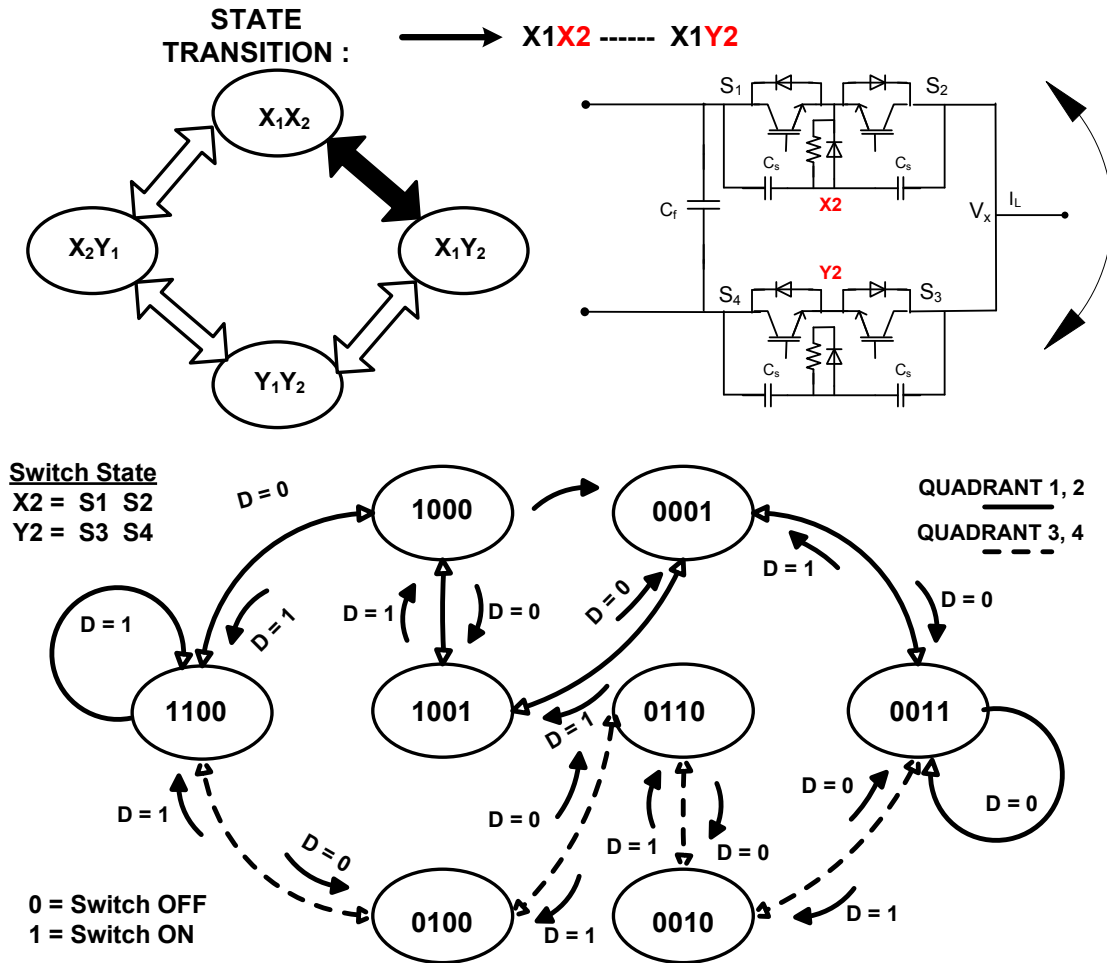 STATE
TRANSITION :
X1X2 ------ X1Y2
X₁X₂
X₂Y₁
X₁Y₂
Y₁Y₂
S₁
S₂
Cₛ
Cₛ
X2
C_f
Vₓ
I_L
Y2
S₄
S₃
Cₛ
Cₛ
Switch State
X2 = S1 S2
Y2 = S3 S4
QUADRANT 1, 2
QUADRANT 3, 4
D = 0
1000
0001
D = 1
D = 1
D = 1
D = 0
D = 0
D = 1
D = 0
1100
1001
0110
0011
D = 1
D = 1
D = 0
D = 0
D = 1
D = 0
D = 0
D = 0
0100
0010
D = 1
D = 1
0 = Switch OFF
1 = Switch ON